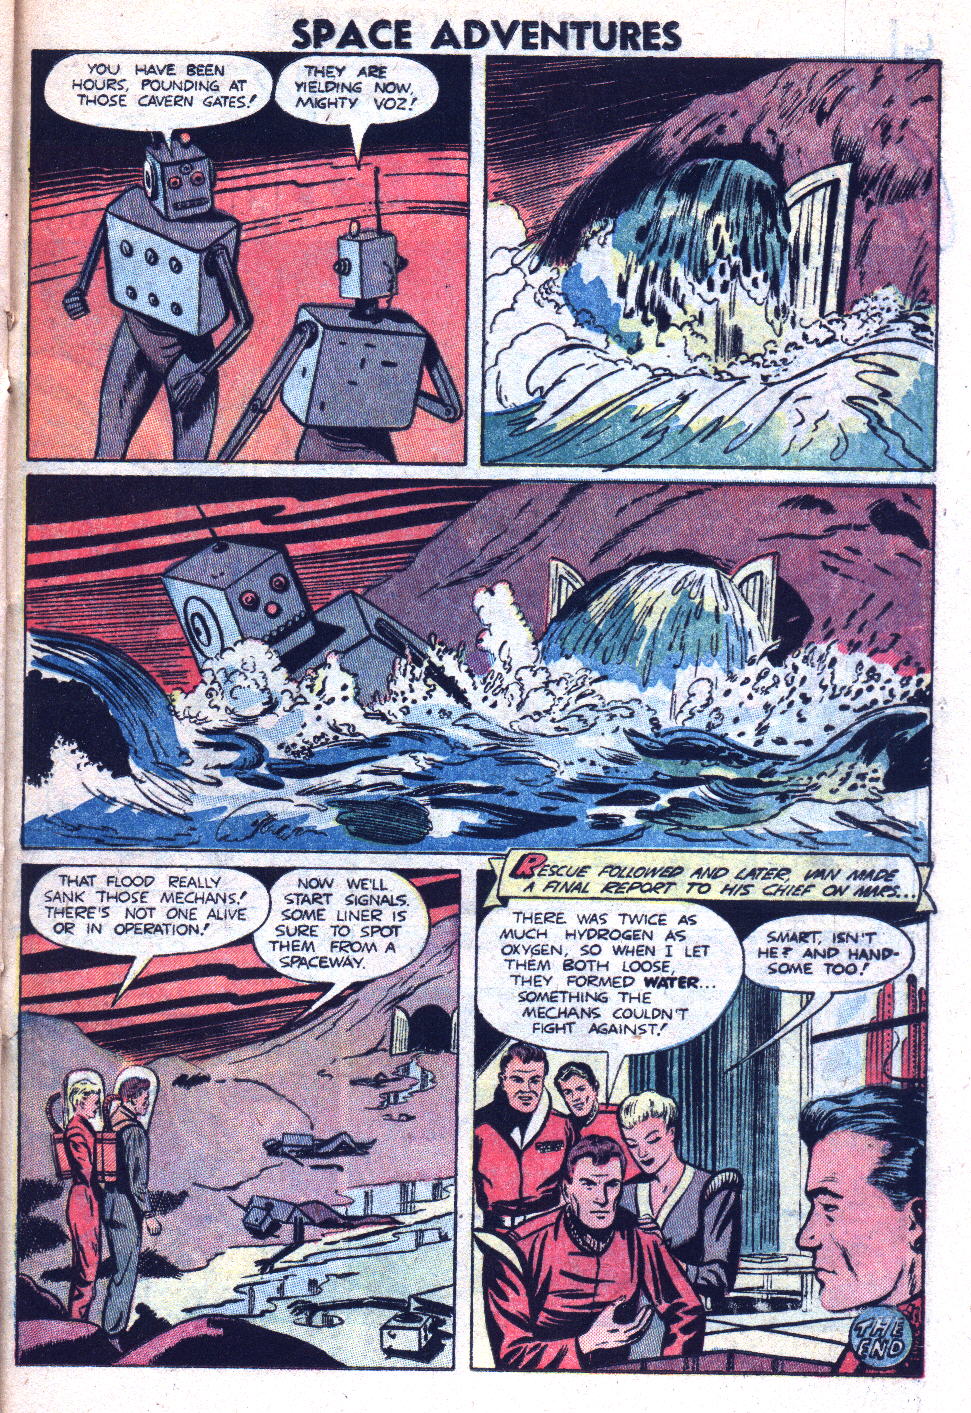 SPACE ADVENTURES
YOU HAVE BEEN
HOURS, POUNDING AT
THOSE CAVERN GATES!
THEY ARE
YIELDING NOW,
MIGHTY VOZ!
THAT FLOOD REALLY
SANK THOSE MECHANS!
THERE'S NOT ONE ALIVE
OR IN OPERATION!
NOW WE'LL
START SIGNALS.
SOME LINER IS
SURE TO SPOT
THEM FROM A
SPACEWAY.
RESCUE FOLLOWED AND LATER, VAN MADE
A FINAL REPORT TO HIS CHIEF ON MARS...
THERE WAS TWICE AS
MUCH HYDROGEN AS
OXYGEN, SO WHEN I LET
THEM BOTH LOOSE,
THEY FORMED WATER...
SOMETHING THE
MECHANS COULDN'T
FIGHT AGAINST!
SMART, ISN'T
HE? AND HAND-
SOME TOO!
THE
END